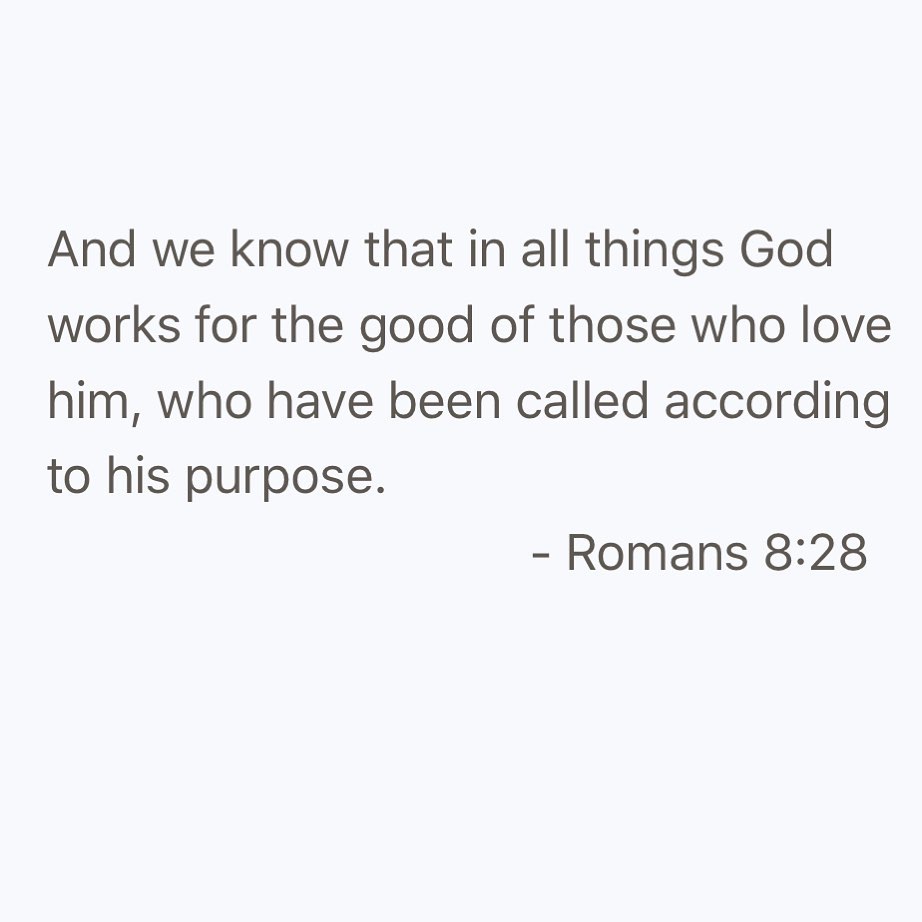 And we know that in all things God
works for the good of those who love
him, who have been called according
to his purpose.
- Romans 8:28